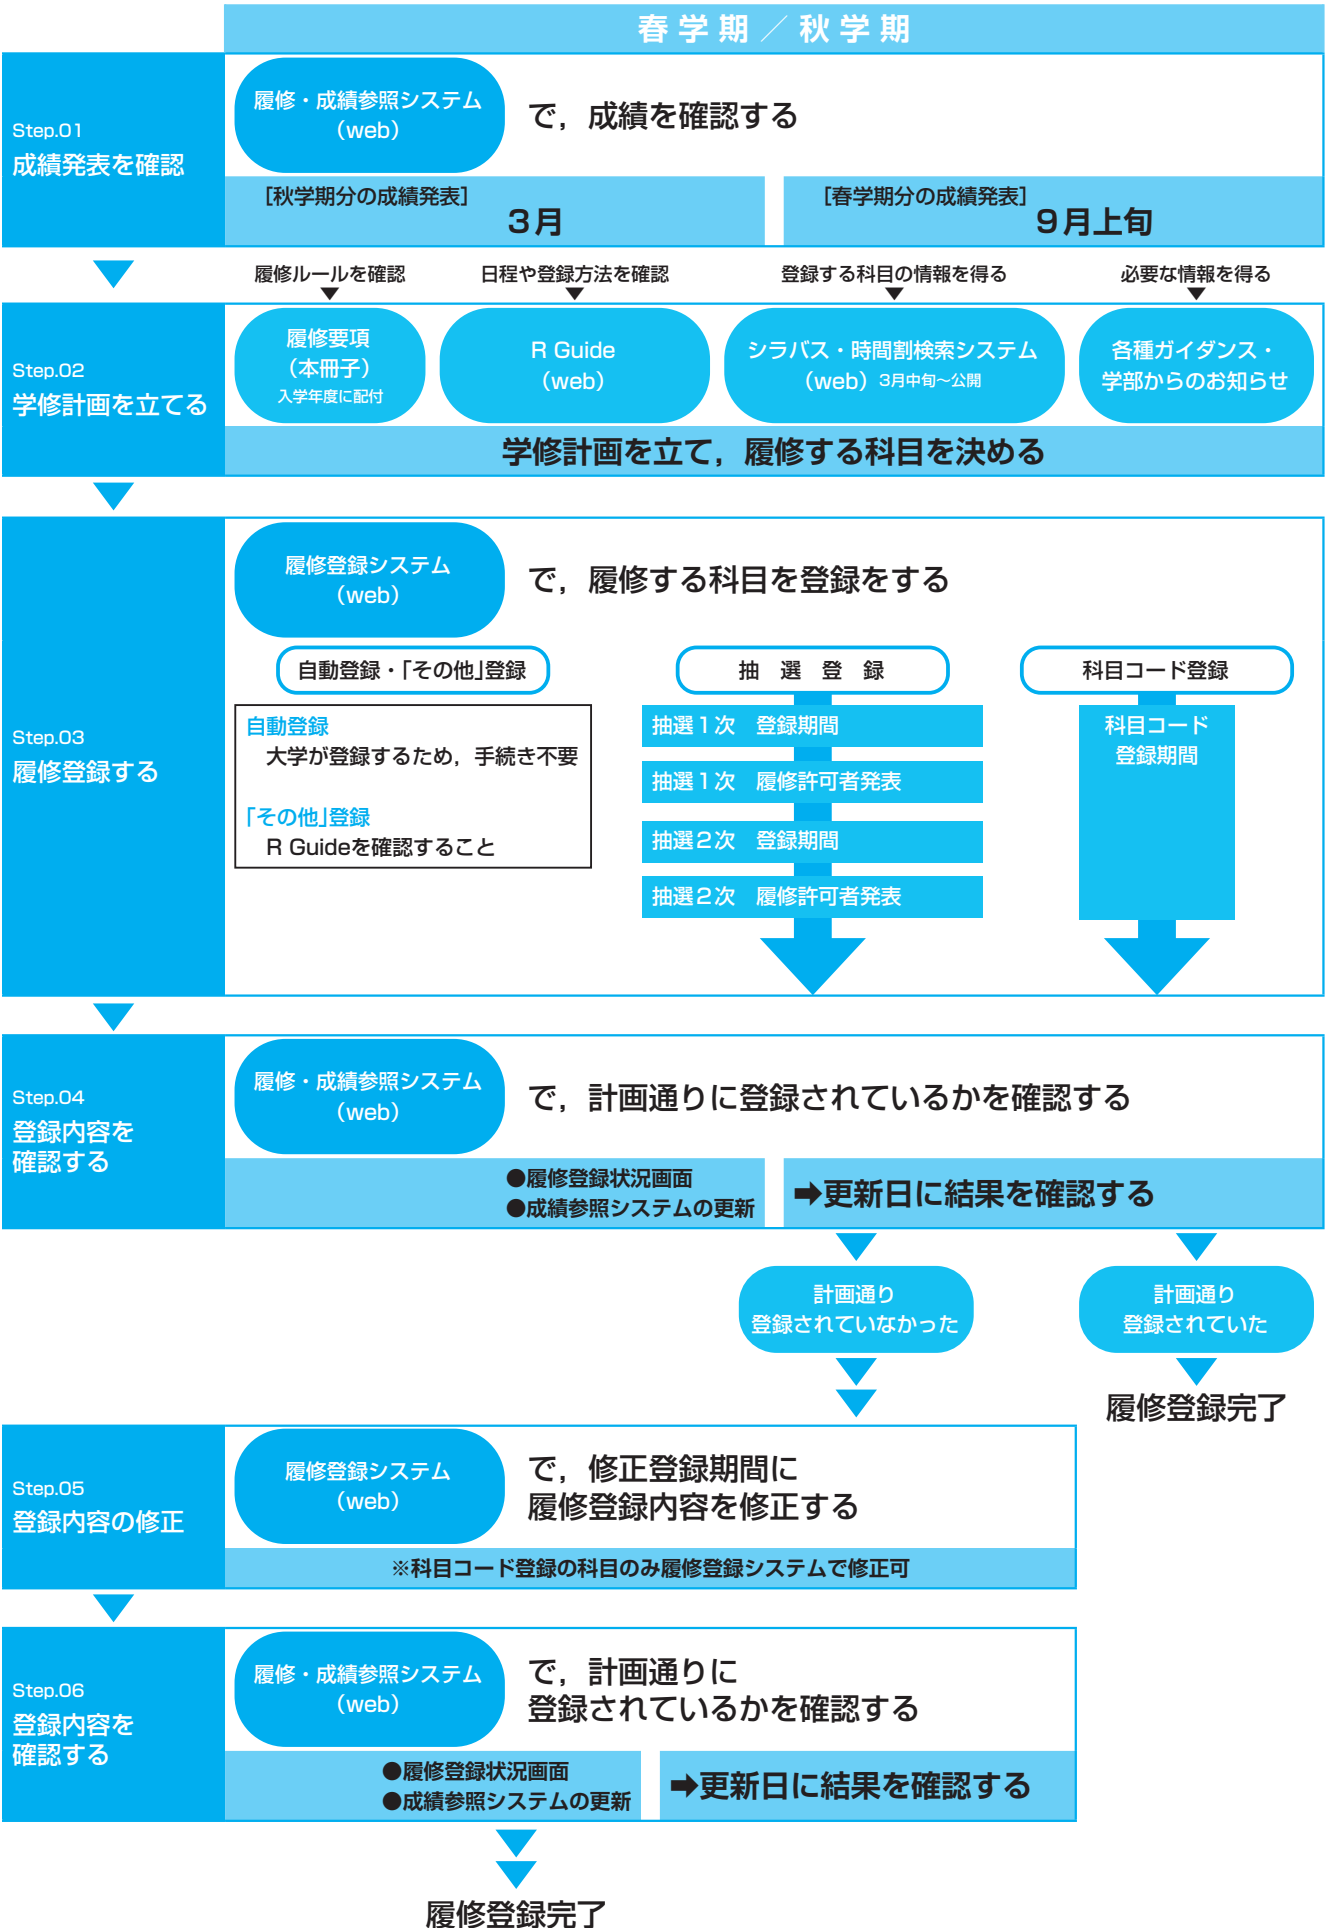 春学期／秋学期
Step.01
成績発表を確認
履修・成績参照システム
（web）
で，成績を確認する
［秋学期分の成績発表］
3月
［春学期分の成績発表］
9月上旬
履修ルールを確認
日程や登録方法を確認
登録する科目の情報を得る
必要な情報を得る
Step.02
学修計画を立てる
履修要項
（本冊子）
入学年度に配付
R Guide
（web）
シラバス・時間割検索システム
（web）3月中旬～公開
各種ガイダンス・
学部からのお知らせ
学修計画を立て，履修する科目を決める
Step.03
履修登録する
履修登録システム
（web）
で，履修する科目を登録をする
自動登録・「その他」登録
自動登録
大学が登録するため，手続き不要
「その他」登録
R Guideを確認すること
抽　選　登　録
抽選1次　登録期間
抽選1次　履修許可者発表
抽選2次　登録期間
抽選2次　履修許可者発表
科目コード登録
科目コード
登録期間
Step.04
登録内容を
確認する
履修・成績参照システム
（web）
で，計画通りに登録されているかを確認する
●履修登録状況画面
●成績参照システムの更新
➡更新日に結果を確認する
計画通り
登録されていなかった
計画通り
登録されていた
履修登録完了
Step.05
登録内容の修正
履修登録システム
（web）
で，修正登録期間に
履修登録内容を修正する
※科目コード登録の科目のみ履修登録システムで修正可
Step.06
登録内容を
確認する
履修・成績参照システム
（web）
で，計画通りに
登録されているかを確認する
●履修登録状況画面
●成績参照システムの更新
➡更新日に結果を確認する
履修登録完了